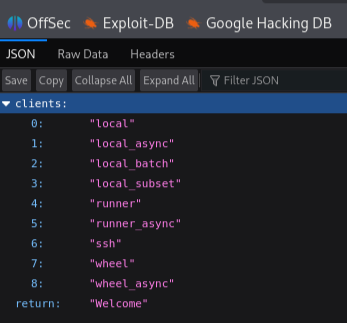 OffSec Exploit-DB Google Hacking DB
JSON Raw Data Headers
Save Copy Collapse All Expand All Filter JSON
clients:
0: "local"
1: "local_async"
2: "local_batch"
3: "local_subset"
4: "runner"
5: "runner_async"
6: "ssh"
7: "wheel"
8: "wheel_async"
return: "Welcome"